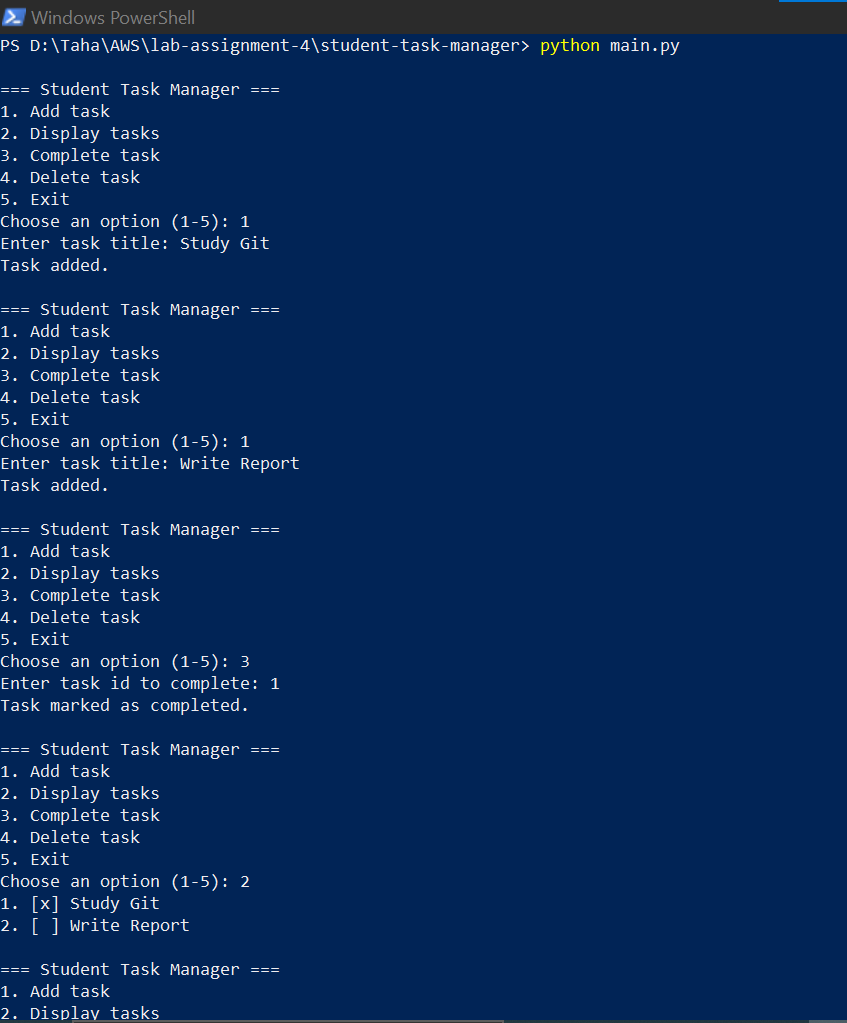 Windows PowerShell
PS D:\Taha\AWS\lab-assignment-4\student-task-manager> python main.py
=== Student Task Manager ===
1. Add task
2. Display tasks
3. Complete task
4. Delete task
5. Exit
Choose an option (1-5): 1
Enter task title: Study Git
Task added.
=== Student Task Manager ===
1. Add task
2. Display tasks
3. Complete task
4. Delete task
5. Exit
Choose an option (1-5): 1
Enter task title: Write Report
Task added.
=== Student Task Manager ===
1. Add task
2. Display tasks
3. Complete task
4. Delete task
5. Exit
Choose an option (1-5): 3
Enter task id to complete: 1
Task marked as completed.
=== Student Task Manager ===
1. Add task
2. Display tasks
3. Complete task
4. Delete task
5. Exit
Choose an option (1-5): 2
1. [x] Study Git
2. [ ] Write Report
=== Student Task Manager ===
1. Add task
2. Display tasks